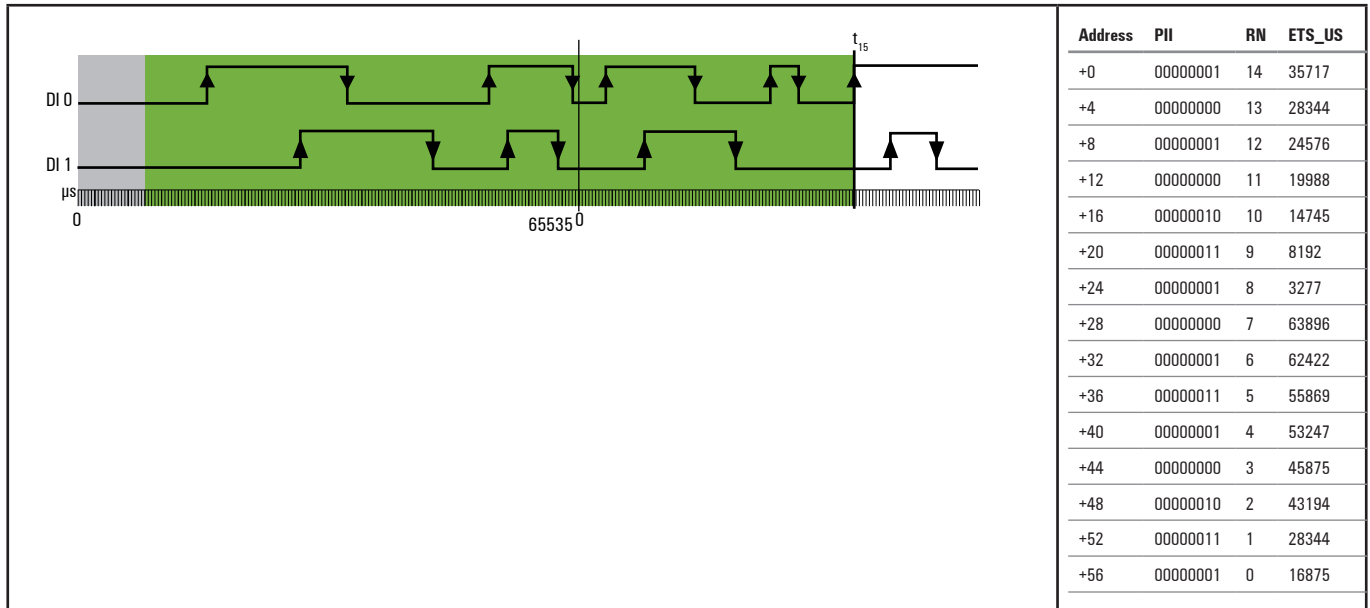 t15
DI 0
DI 1
µs
0
65535 0
Address PII RN ETS_US
+0 00000001 14 35717
+4 00000000 13 28344
+8 00000001 12 24576
+12 00000000 11 19988
+16 00000010 10 14745
+20 00000011 9 8192
+24 00000001 8 3277
+28 00000000 7 63896
+32 00000001 6 62422
+36 00000011 5 55869
+40 00000001 4 53247
+44 00000000 3 45875
+48 00000010 2 43194
+52 00000011 1 28344
+56 00000001 0 16875